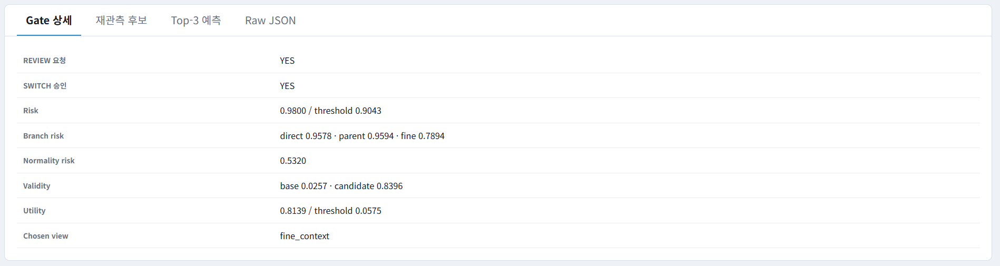 Gate 상세 재관측 후보 Top-3 예측 Raw JSON
REVIEW 요청 YES
SWITCH 승인 YES
Risk 0.9800 / threshold 0.9043
Branch risk direct 0.9578 · parent 0.9594 · fine 0.7894
Normality risk 0.5320
Validity base 0.0257 · candidate 0.8396
Utility 0.8139 / threshold 0.0575
Chosen view fine_context